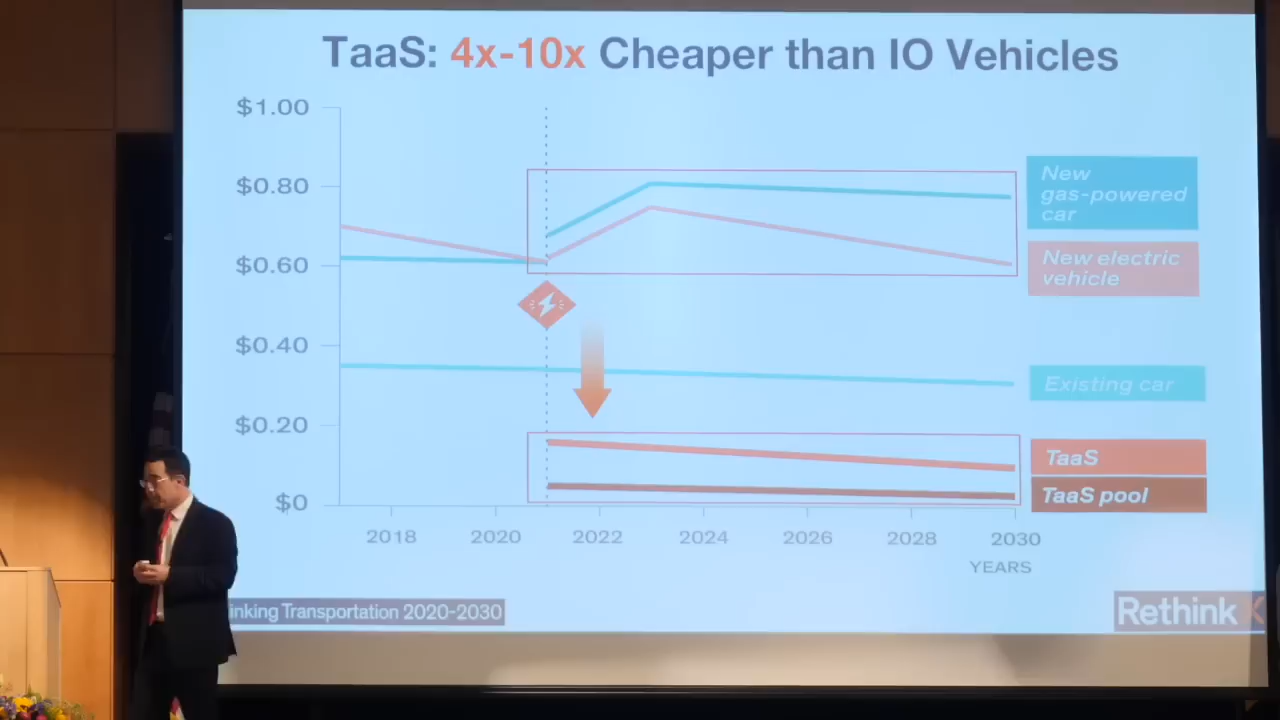 TaaS: 4x-10x Cheaper than IO Vehicles
$1.00
$0.80
$0.60
$0.40
$0.20
$0
New
gas-powered
car
New electric
vehicle
Existing car
TaaS
TaaS pool
2018 2020 2022 2024 2026 2028 2030
YEARS
inking Transportation 2020-2030
RethinkX